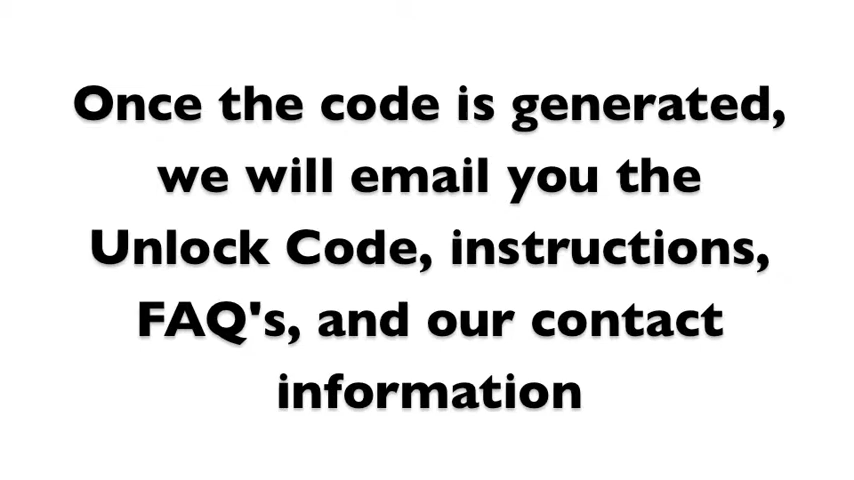 Once the code is generated,
we will email you the
Unlock Code, instructions,
FAQ's, and our contact
information